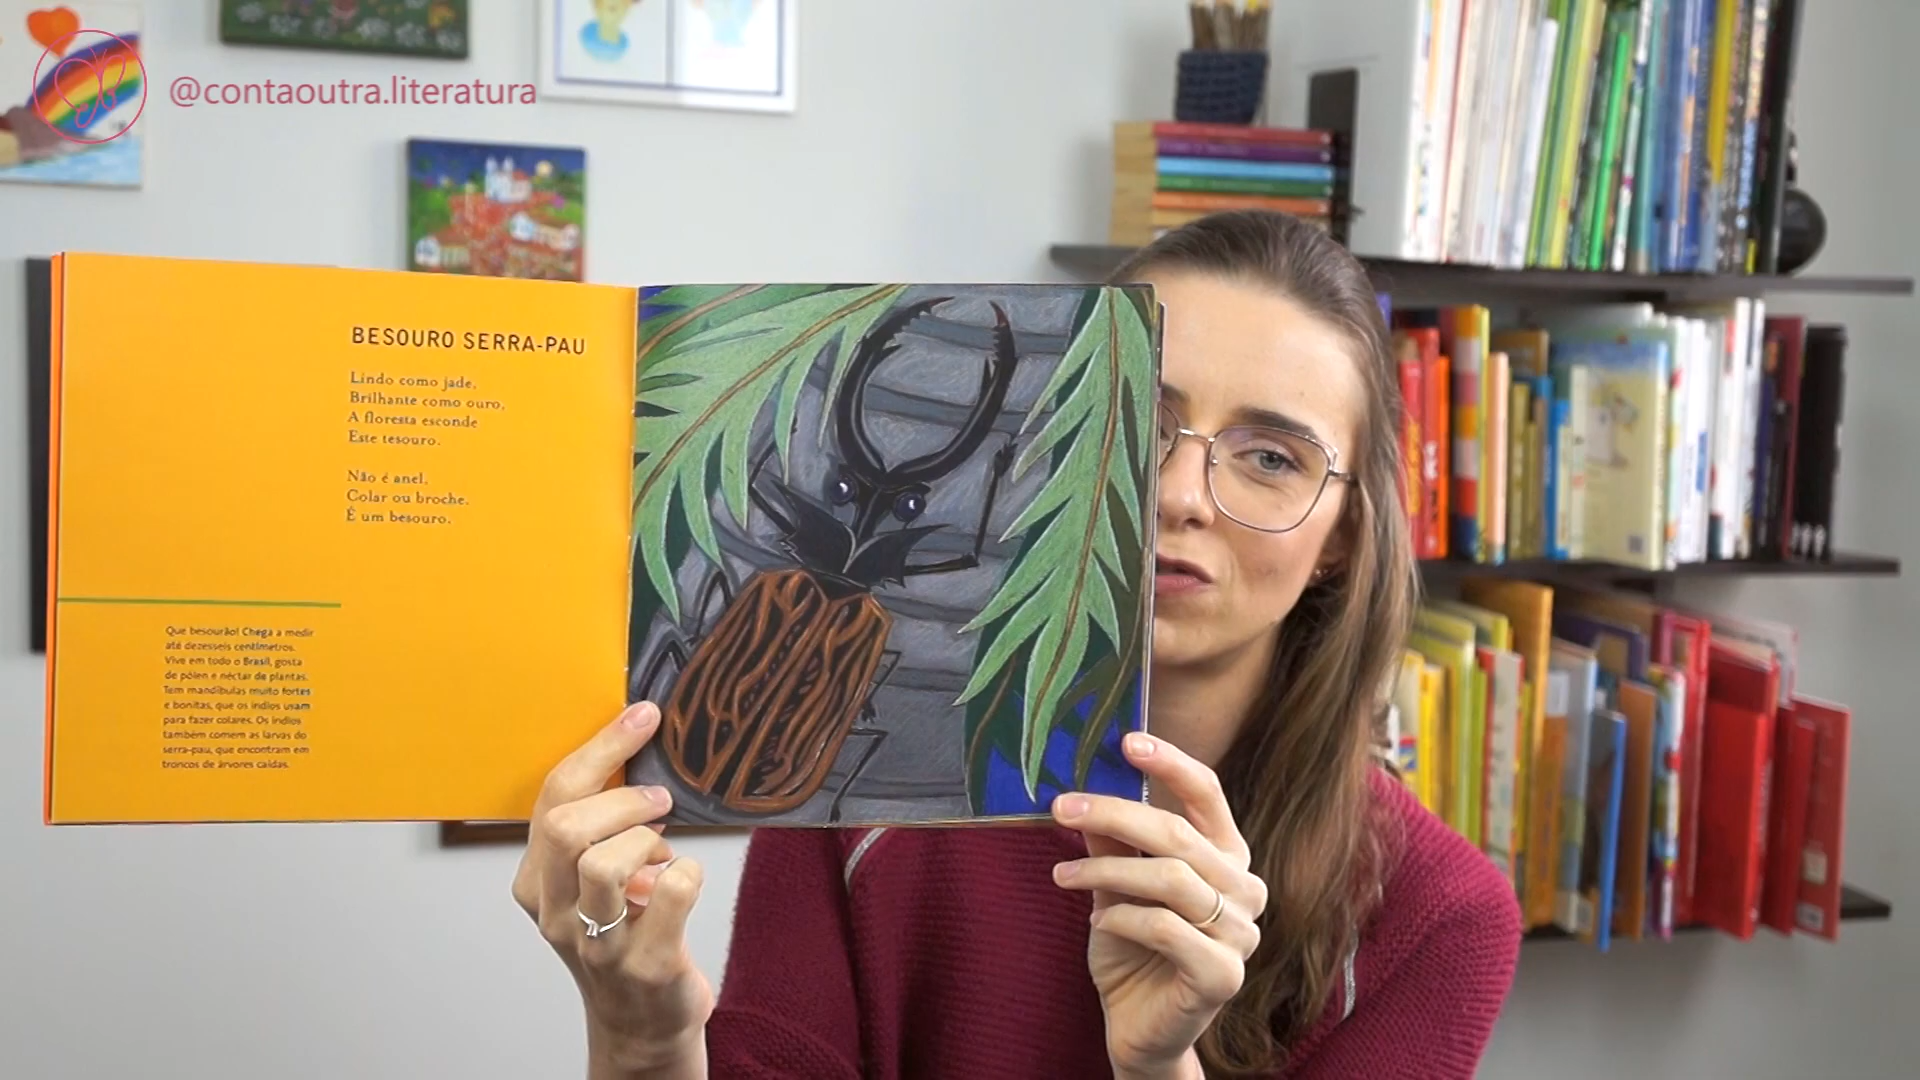 @contaoutra.literatura
BESOURO SERRA-PAU
Lindo como jade,
Brilhante como ouro,
A floresta esconde
Este tesouro.
Não é anel,
Colar ou broche.
É um besouro.
Que besourão! Chega a medir
até dezesseis centímetros.
Vive em todo o Brasil, gosta
de pólen e néctar de plantas.
Tem mandíbulas muito fortes
e bonitas, que os índios usam
para fazer colares. Os índios
também comem as larvas do
serra-pau, que encontram em
troncos de árvores caídas.